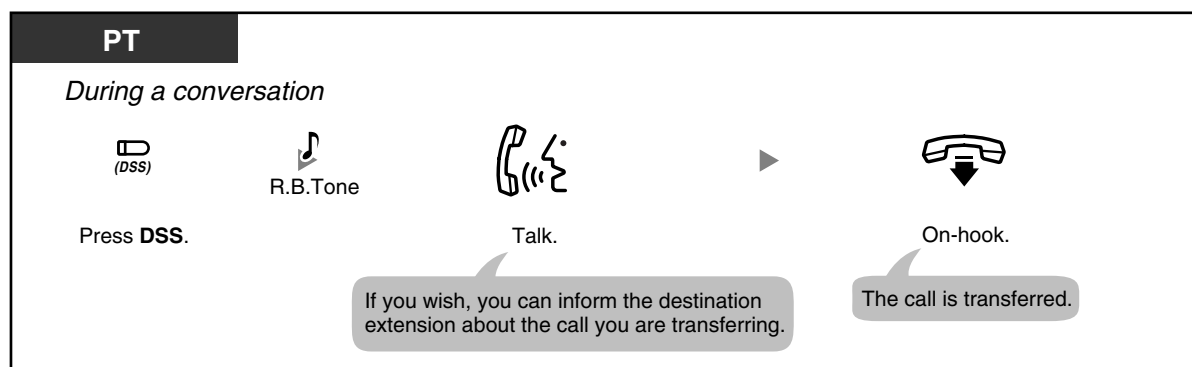 PT
During a conversation
(DSS)
R.B.Tone
Press DSS.
Talk.
On-hook.
If you wish, you can inform the destination
extension about the call you are transferring.
The call is transferred.